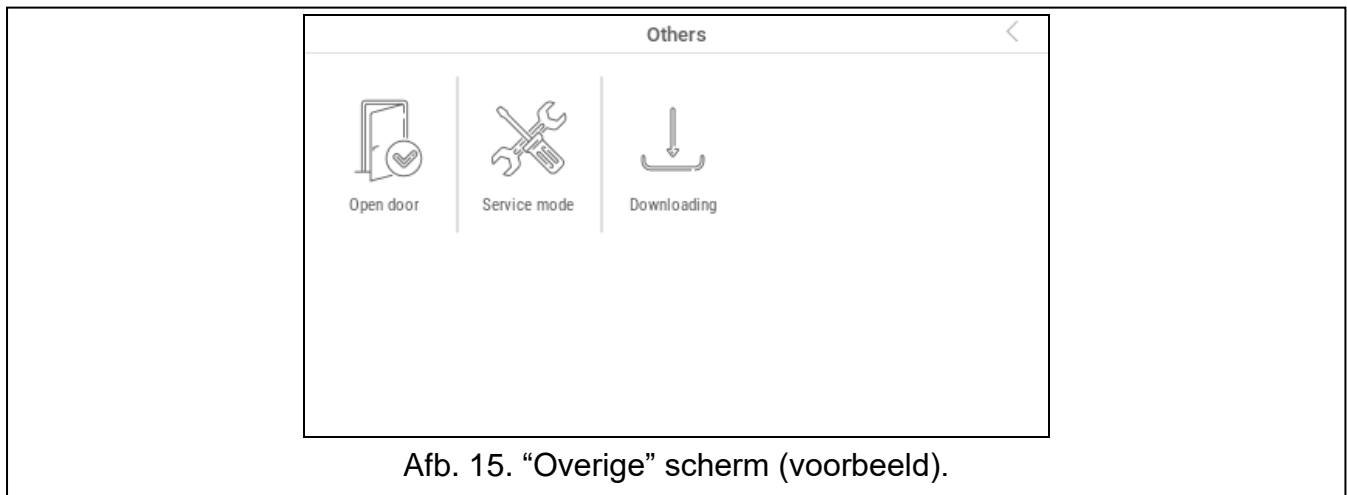 Others
Open door
Service mode
Downloading
Afb. 15. “Overige” scherm (voorbeeld).